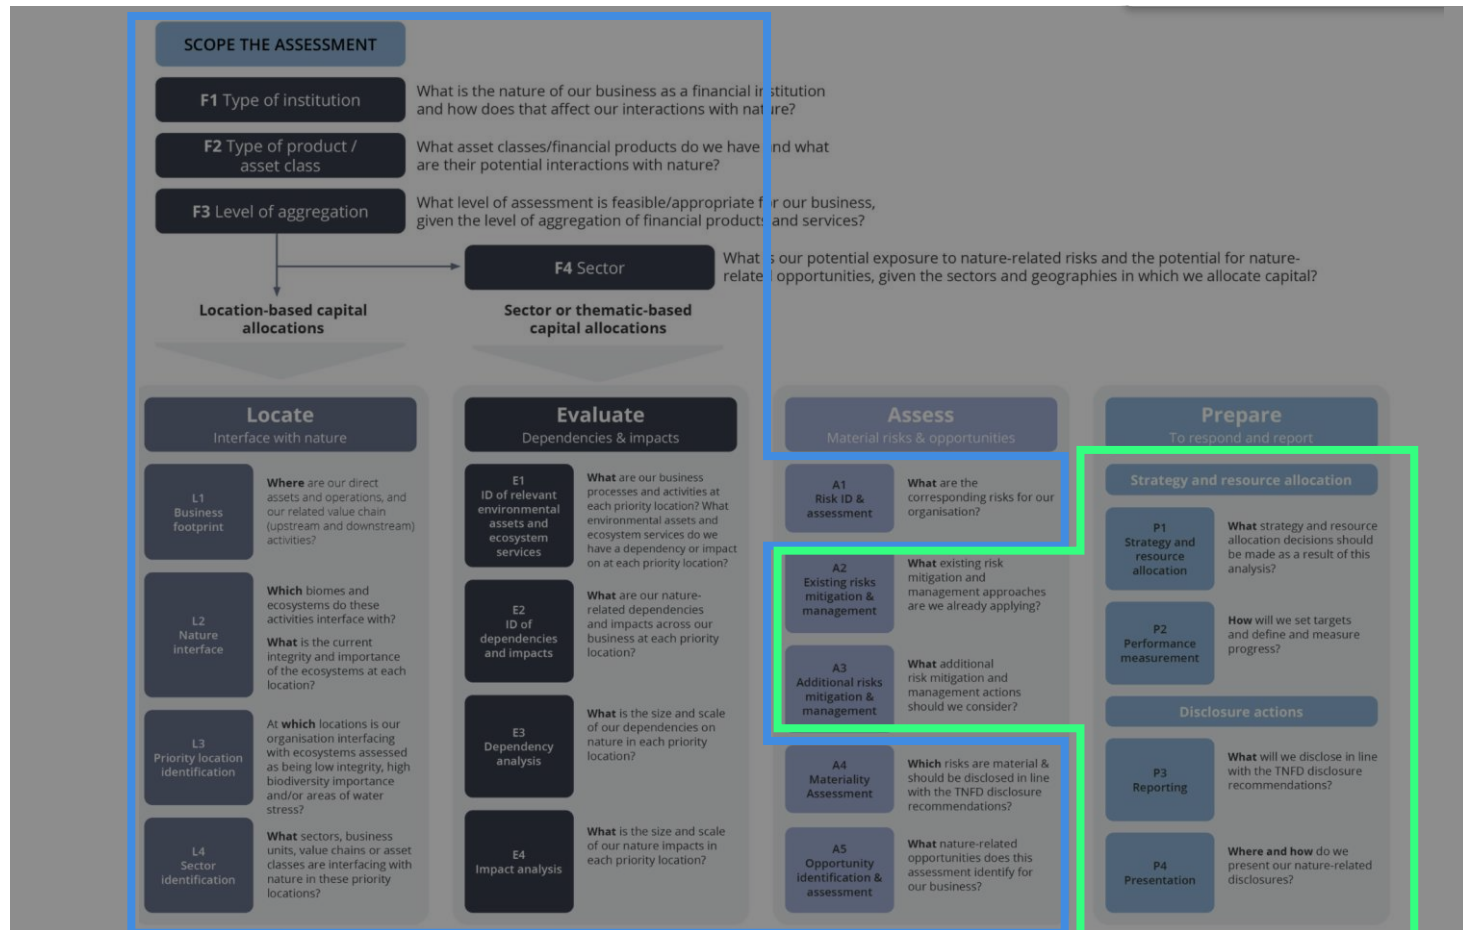 SCOPE THE ASSESSMENT
F1 Type of institution
What is the nature of our business as a financial institution
and how does that affect our interactions with nature?
F2 Type of product /
asset class
What asset classes/financial products do we have and what
are their potential interactions with nature?
F3 Level of aggregation
What level of assessment is feasible/appropriate for our business,
given the level of aggregation of financial products and services?
F4 Sector
What is our potential exposure to nature-related risks and the potential for nature-
related opportunities, given the sectors and geographies in which we allocate capital?
Location-based capital
allocations
Sector or thematic-based
capital allocations
Locate
Interface with nature
L1
Business
footprint
Where are our direct
assets and operations, and
our related value chain
(upstream and downstream)
activities?
L2
Nature
interface
Which biomes and
ecosystems do these
activities interface with?
What is the current
integrity and importance
of the ecosystems at each
location?
L3
Priority location
identification
At which locations is our
organisation interfacing
with ecosystems assessed
as being low integrity, high
biodiversity importance
and/or areas of water
stress?
L4
Sector
identification
What sectors, business
units, value chains or asset
classes are interfacing with
nature in these priority
locations?
Evaluate
Dependencies & impacts
E1
ID of relevant
environmental
assets and
ecosystem
services
What are our business
processes and activities at
each priority location? What
environmental assets and
ecosystem services do we
have a dependency or impact
on at each priority location?
E2
ID of
dependencies
and impacts
What are our nature-
related dependencies
and impacts across our
business at each priority
location?
E3
Dependency
analysis
What is the size and scale
of our dependencies on
nature in each priority
location?
E4
Impact analysis
What is the size and scale
of our nature impacts in
each priority location?
Assess
Material risks & opportunities
A1
Risk ID &
assessment
What are the
corresponding risks for our
organisation?
A2
Existing risks
mitigation &
management
What existing risk
mitigation and
management approaches
are we already applying?
A3
Additional risks
mitigation &
management
What additional
risk mitigation and
management actions
should we consider?
A4
Materiality
Assessment
Which risks are material &
should be disclosed in line
with the TNFD disclosure
recommendations?
A5
Opportunity
identification &
assessment
What nature-related
opportunities does this
assessment identify for
our business?
Prepare
To respond and report
Strategy and resource allocation
P1
Strategy and
resource
allocation
What strategy and resource
allocation decisions should
be made as a result of this
analysis?
P2
Performance
measurement
How will we set targets
and define and measure
progress?
Disclosure actions
P3
Reporting
What will we disclose in line
with the TNFD disclosure
recommendations?
P4
Presentation
Where and how do we
present our nature-related
disclosures?